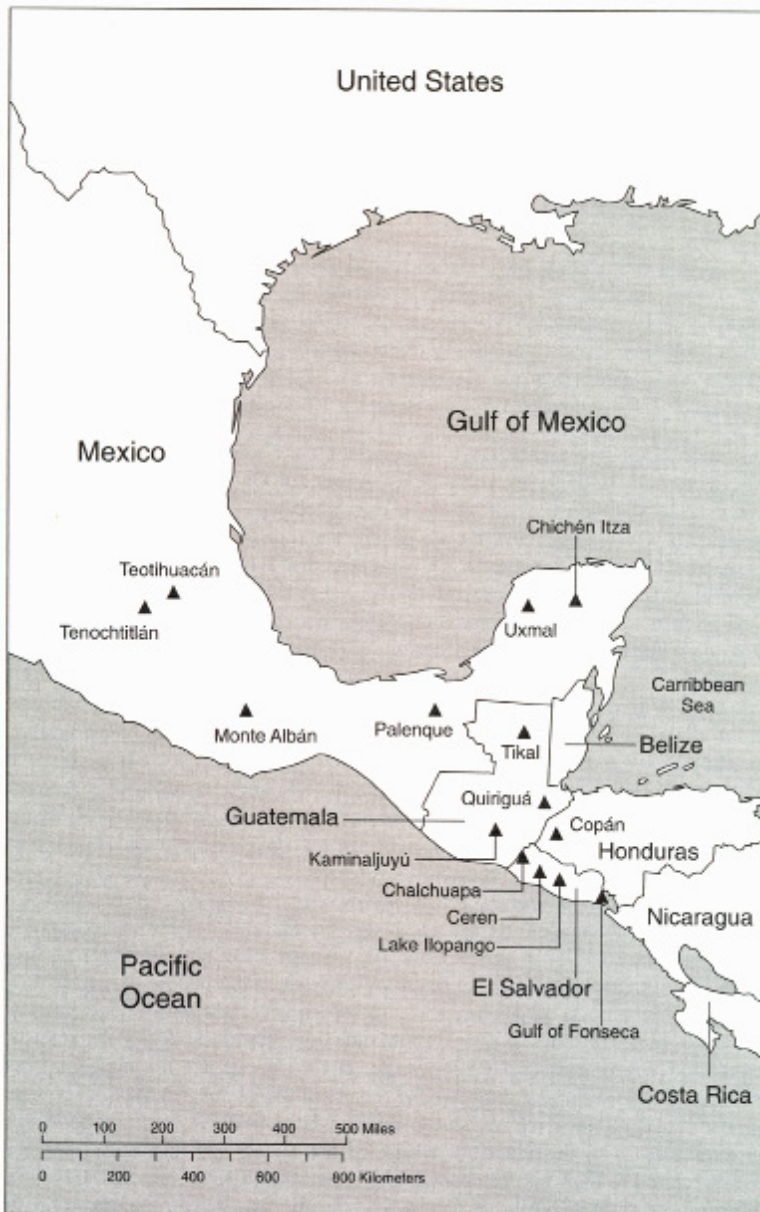 United States
Gulf of Mexico
Mexico
Chichén Itza
Teotihuacán
Tenochtitlán
Uxmal
Carribbean
Sea
Monte Albán
Palenque
Tikal
Belize
Quiriguá
Guatemala
Copán
Kaminaljuyú
Honduras
Chalchuapa
Ceren
Nicaragua
Lake Ilopango
Pacific
Ocean
El Salvador
Gulf of Fonseca
Costa Rica
0 100 200 300 400 500 Miles
0 200 400 600 800 Kilometers